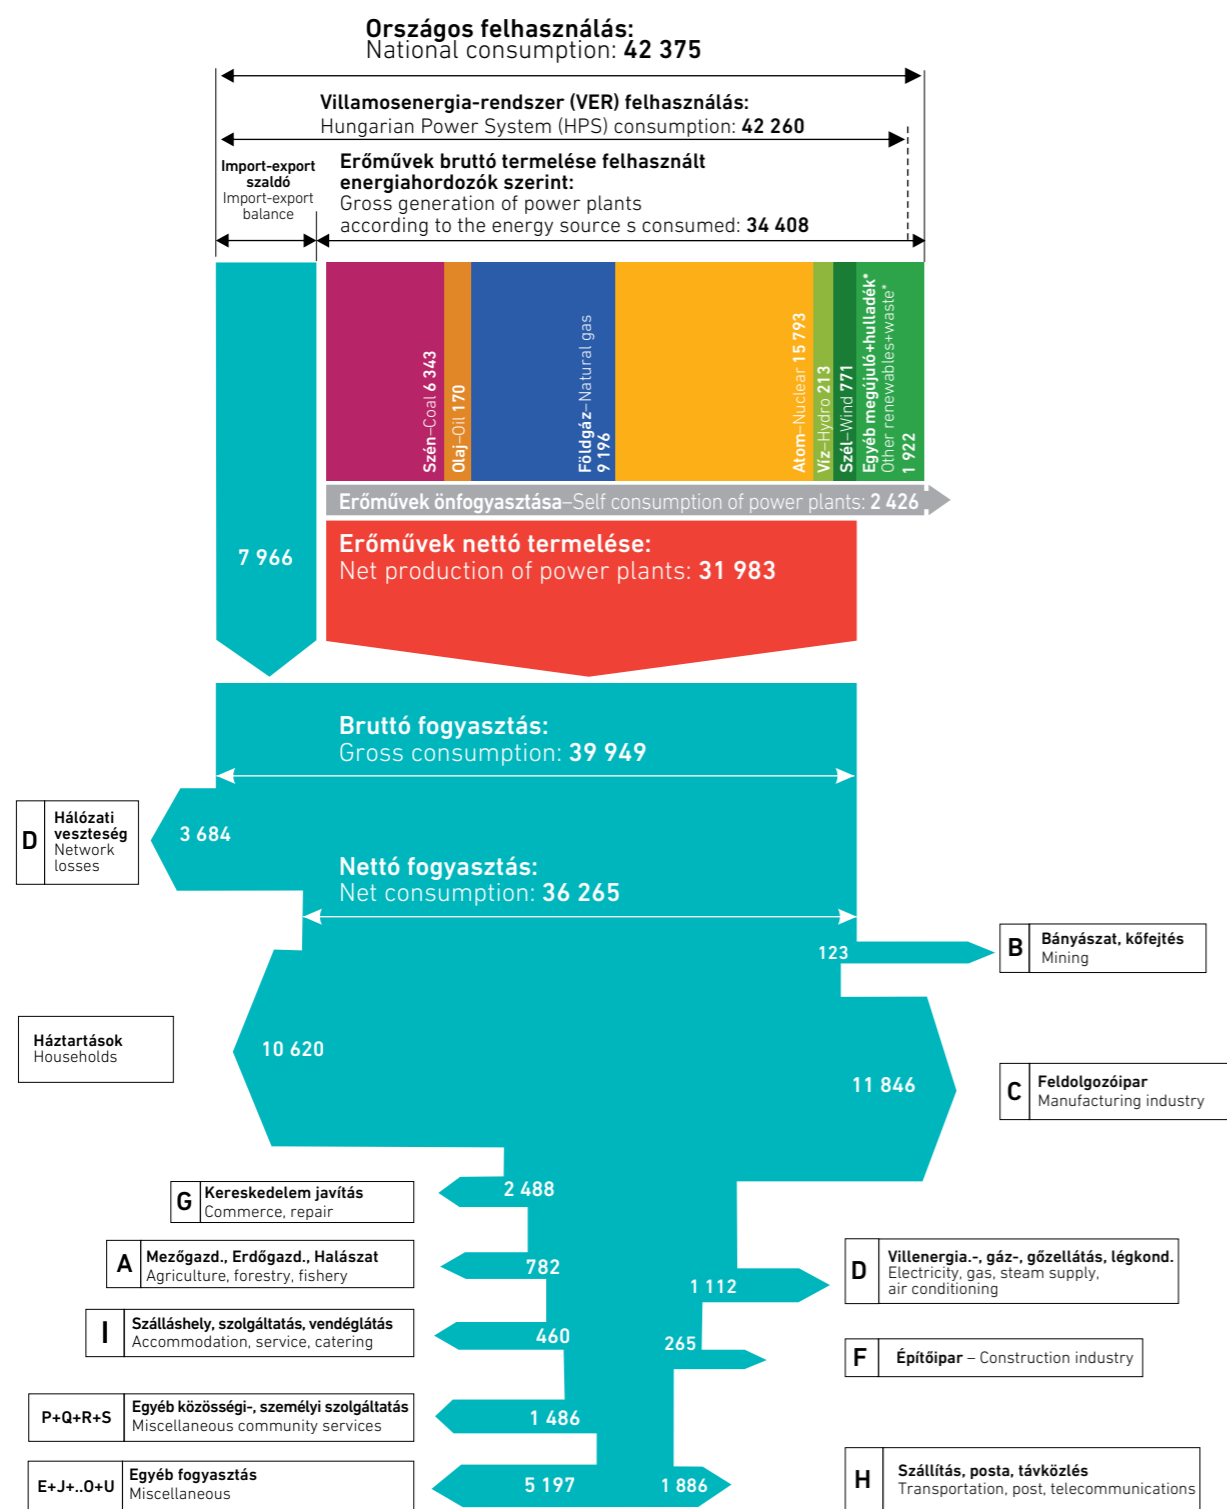 Országos felhasználás:
National consumption: 42 375
Villamosenergia-rendszer (VER) felhasználás:
Hungarian Power System (HPS) consumption: 42 260
Import-export
szaldó
Import-export
balance
Erőművek bruttó termelése felhasznált
energiahordozók szerint:
Gross generation of power plants
according to the energy source s consumed: 34 408
Szén–Coal 6 343
Olaj–Oil 170
Földgáz–Natural gas
9 196
Atom–Nuclear 15 793
Víz–Hydro 213
Szél–Wind 771
Egyéb megújuló+hulladék*
Other renewables+waste*
1 922
Erőművek önfogyasztása–Self consumption of power plants: 2 426
7 966
Erőművek nettó termelése:
Net production of power plants: 31 983
Bruttó fogyasztás:
Gross consumption: 39 949
D
Hálózati
veszteség
Network
losses
3 684
Nettó fogyasztás:
Net consumption: 36 265
123
B
Bányászat, kőfejtés
Mining
Háztartások
Households
10 620
11 846
C
Feldolgozóipar
Manufacturing industry
G
Kereskedelem javítás
Commerce, repair
2 488
A
Mezőgazd., Erdőgazd., Halászat
Agriculture, forestry, fishery
782
1 112
D
Villenergia.-, gáz-, gőzellátás, légkond.
Electricity, gas, steam supply,
air conditioning
I
Szálláshely, szolgáltatás, vendéglátás
Accommodation, service, catering
460
265
F
Építőipar – Construction industry
P+Q+R+S
Egyéb közösségi-, személyi szolgáltatás
Miscellaneous community services
1 486
E+J+..O+U
Egyéb fogyasztás
Miscellaneous
5 197
1 886
H
Szállítás, posta, távközlés
Transportation, post, telecommunications